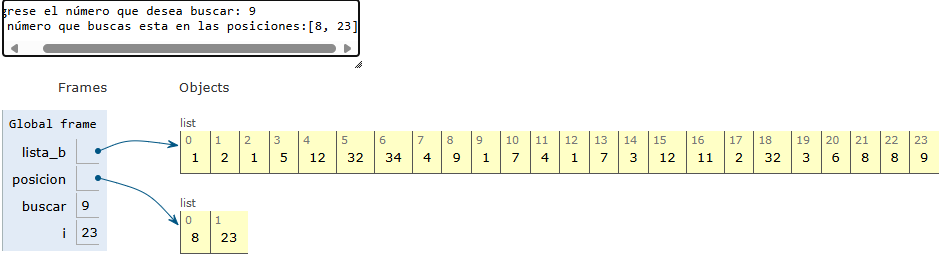 grese el número que desea buscar: 9
número que buscas esta en las posiciones:[8, 23]
Frames Objects
Global frame
lista_b
posicion
buscar 9
i 23
list
0 1 2 3 4 5 6 7 8 9 10 11 12 13 14 15 16 17 18 19 20 21 22 23
1 2 1 5 12 32 34 4 9 1 7 4 1 7 3 12 11 2 32 3 6 8 8 9
list
0 1
8 23